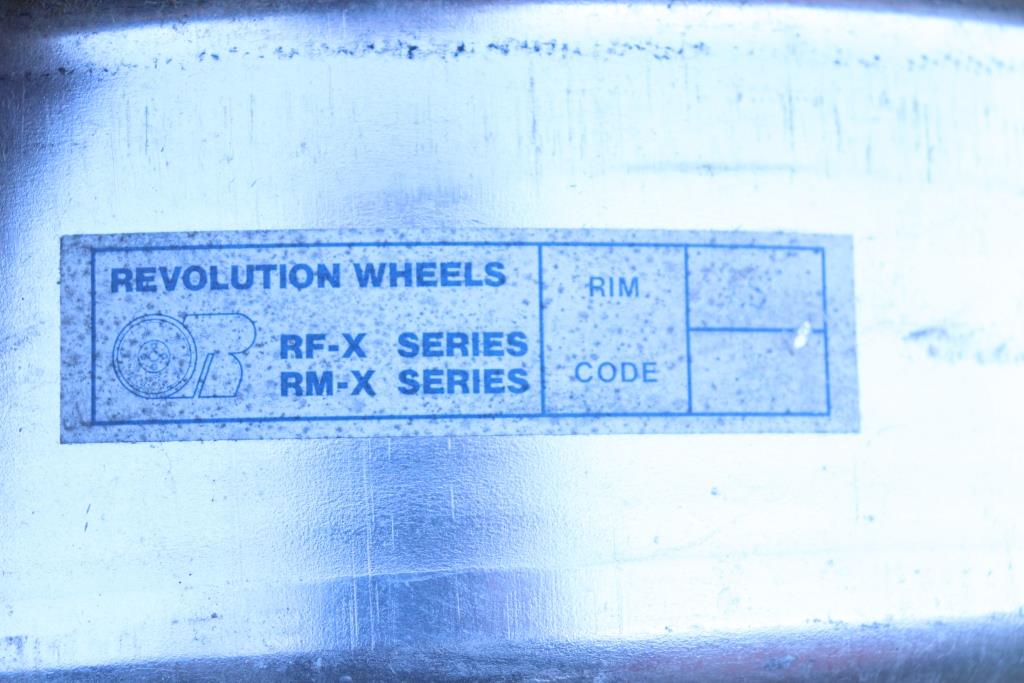 REVOLUTION WHEELS
RF-X SERIES
RM-X SERIES
RIM
CODE